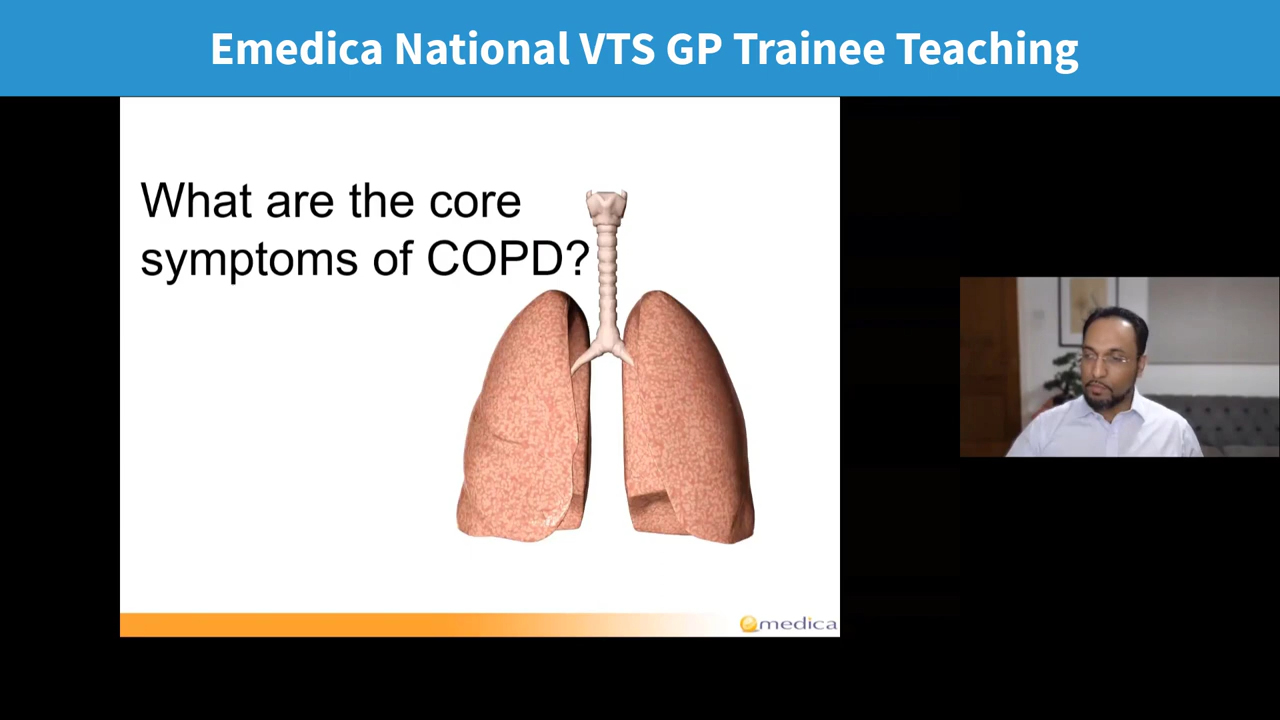 Emedica National VTS GP Trainee Teaching
What are the core
symptoms of COPD?
emedica